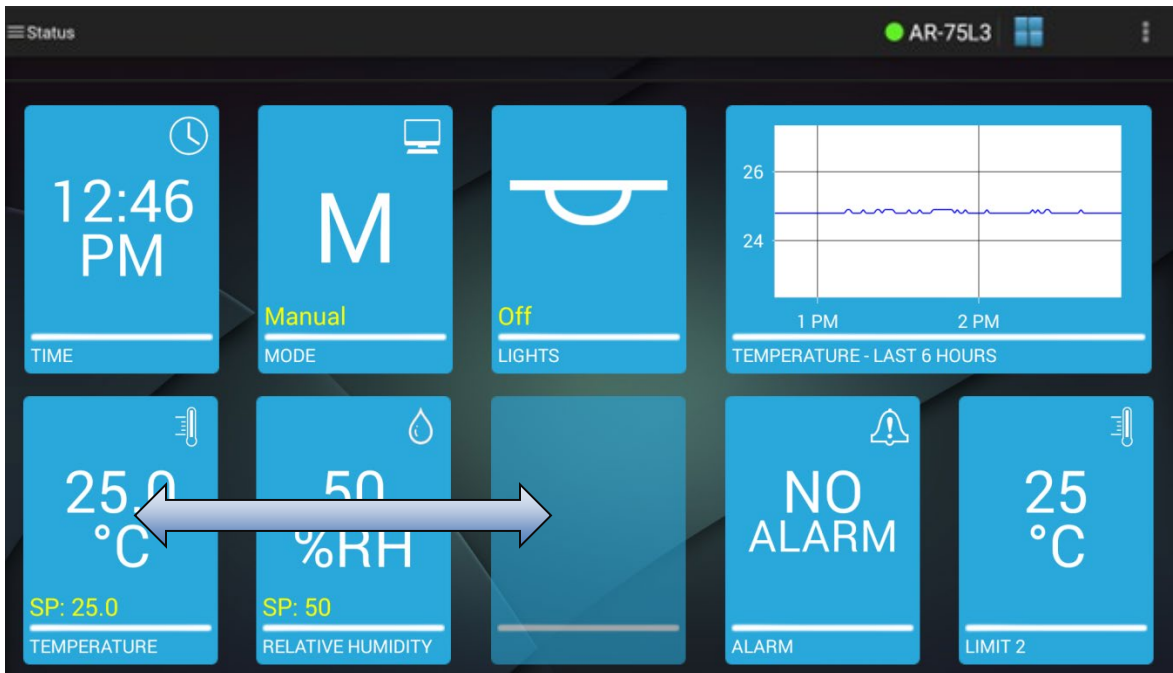 Status
AR-75L3
12:46
PM
TIME
M
Manual
MODE
Off
LIGHTS
26
24
1 PM
2 PM
TEMPERATURE - LAST 6 HOURS
25.0
°C
SP: 25.0
TEMPERATURE
50
%RH
SP: 50
RELATIVE HUMIDITY
NO
ALARM
ALARM
25
°C
LIMIT 2